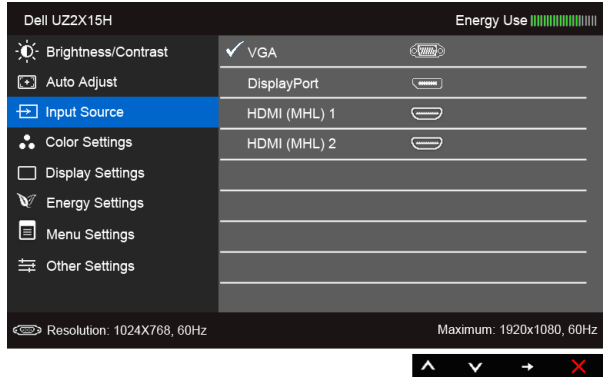 Dell UZ2X15H Energy Use
Brightness/Contrast VGA
Auto Adjust DisplayPort
Input Source HDMI (MHL) 1
Color Settings HDMI (MHL) 2
Display Settings
Energy Settings
Menu Settings
Other Settings
Resolution: 1024X768, 60Hz Maximum: 1920x1080, 60Hz